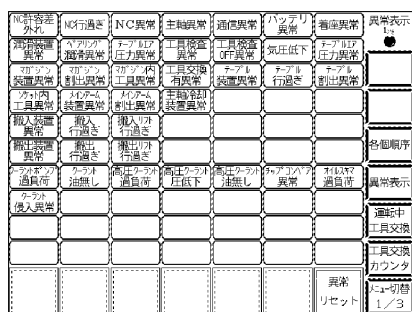 NC許容差
外れ
NC行過ぎ
NC異常
主軸異常
通信異常
バッテリ
異常
着座異常
異常表示
潤滑装置
異常
ベアリング
潤滑異常
テーブルエア
圧力異常
工具検査
異常
工具検査
OFF異常
気圧低下
テーブルエア
圧力異常
マガジン
装置異常
マガジン
割出異常
マガジン内
工具異常
工具交換
有異常
テーブル
装置異常
テーブル
行過ぎ
テーブル
割出異常
ソケット内
工具異常
メインアーム
装置異常
メインアーム
割出異常
主軸冷却
装置異常
搬入装置
異常
搬入
行過ぎ
搬入リフト
行過ぎ
搬出装置
異常
搬出
行過ぎ
搬出リフト
行過ぎ
各個順序
クーラントポンプ
過負荷
クーラント
油無し
高圧クーラント
過負荷
高圧クーラント
圧低下
高圧クーラント
油無し
チップコンベア
異常
オイルスキマ
過負荷
異常表示
クーラント
侵入異常
運転中
工具交換
工具交換
カウンタ
異常
リセット
メニュー切替
1/3